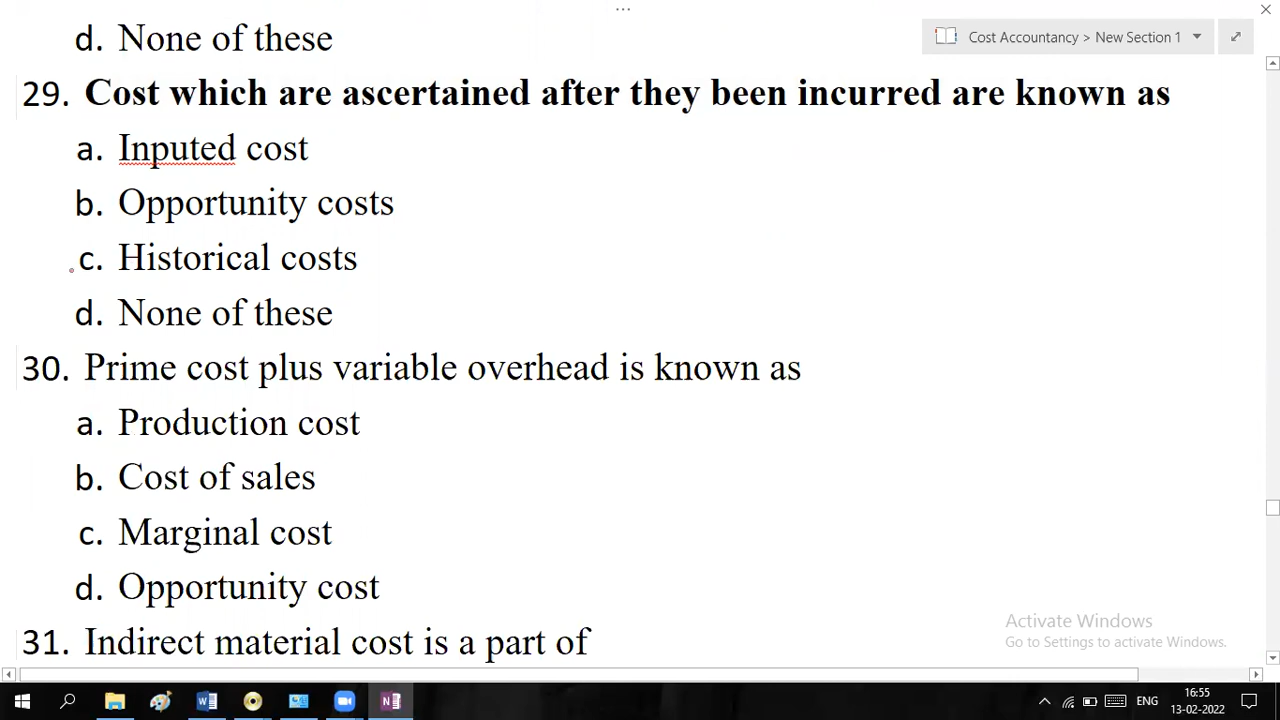 ...
d. None of these
Cost Accountancy > New Section 1
29. Cost which are ascertained after they been incurred are known as
a. Inputed cost
b. Opportunity costs
c. Historical costs
d. None of these
30. Prime cost plus variable overhead is known as
a. Production cost
b. Cost of sales
c. Marginal cost
d. Opportunity cost
Activate Windows
Go to Settings to activate Windows.
31. Indirect material cost is a part of
ENG
16:55
13-02-2022